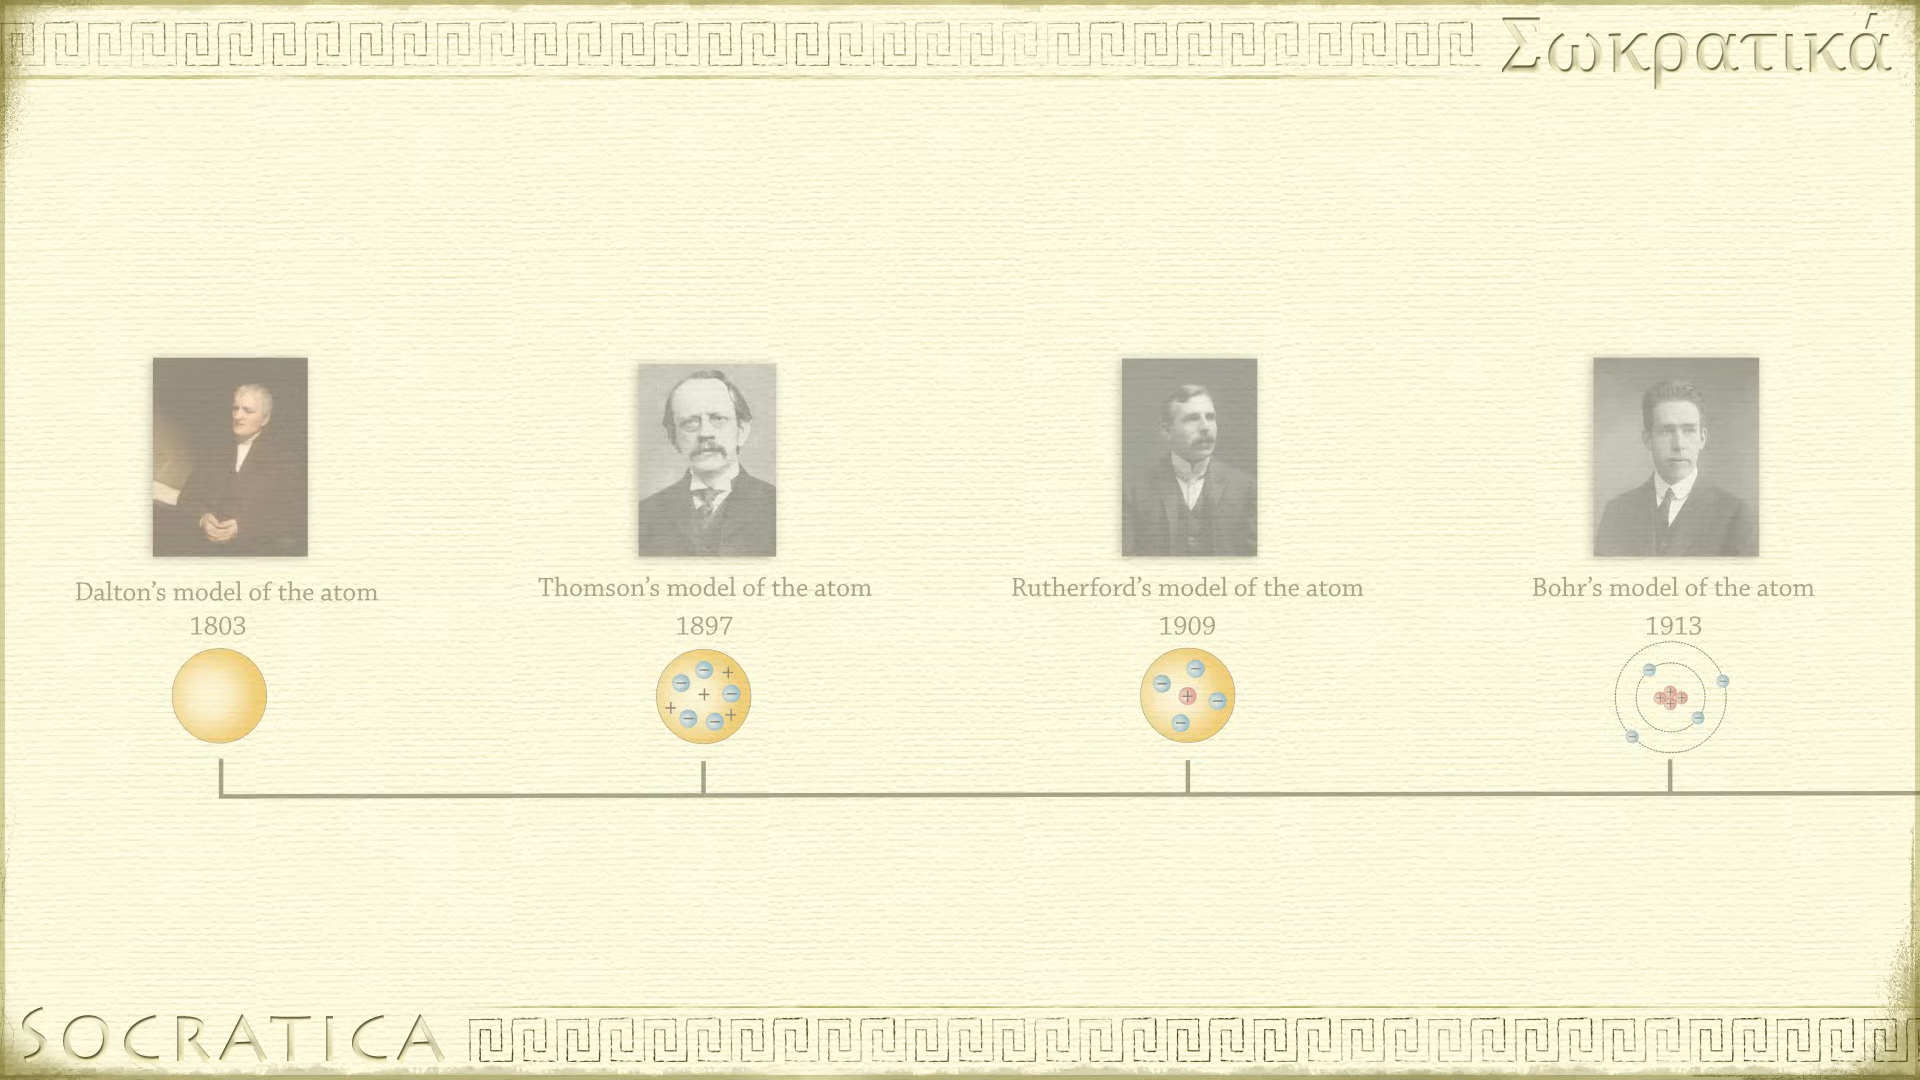 Σωκρατικά
Dalton’s model of the atom
1803
Thomson’s model of the atom
1897
Rutherford’s model of the atom
1909
Bohr’s model of the atom
1913
− − − − − + + + +
− − − − +
− − − − + + + +
SOCRATICA